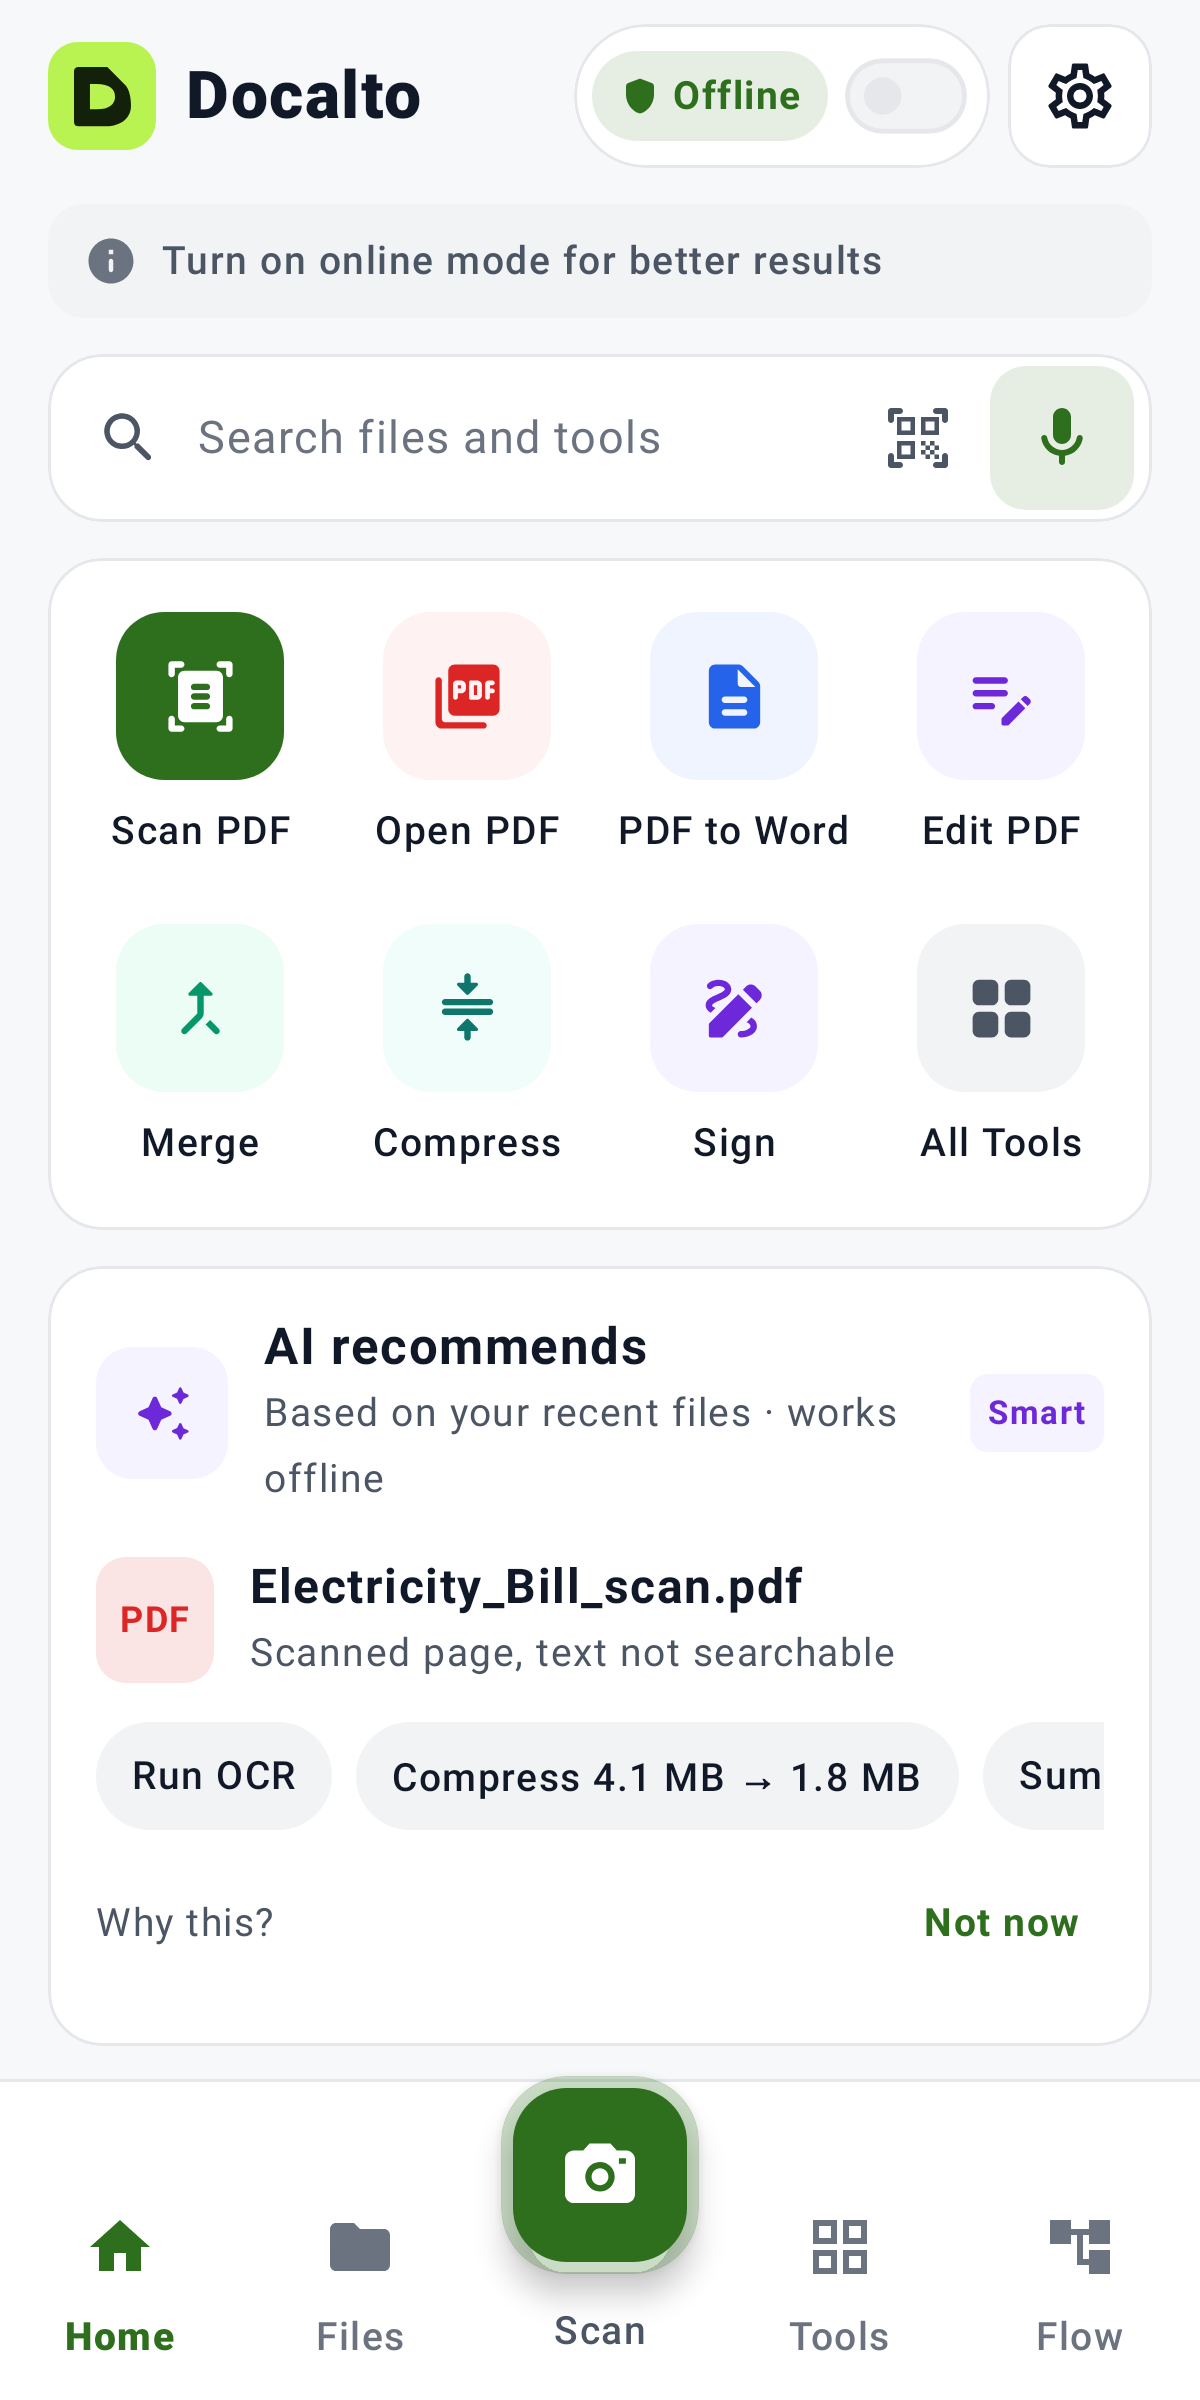 Docalto
Offline
Turn on online mode for better results
Search files and tools
Scan PDF
Open PDF
PDF to Word
Edit PDF
Merge
Compress
Sign
All Tools
AI recommends
Based on your recent files · works
offline
Smart
PDF
Electricity_Bill_scan.pdf
Scanned page, text not searchable
Run OCR
Compress 4.1 MB → 1.8 MB
Sum
Why this?
Not now
Home
Files
Scan
Tools
Flow